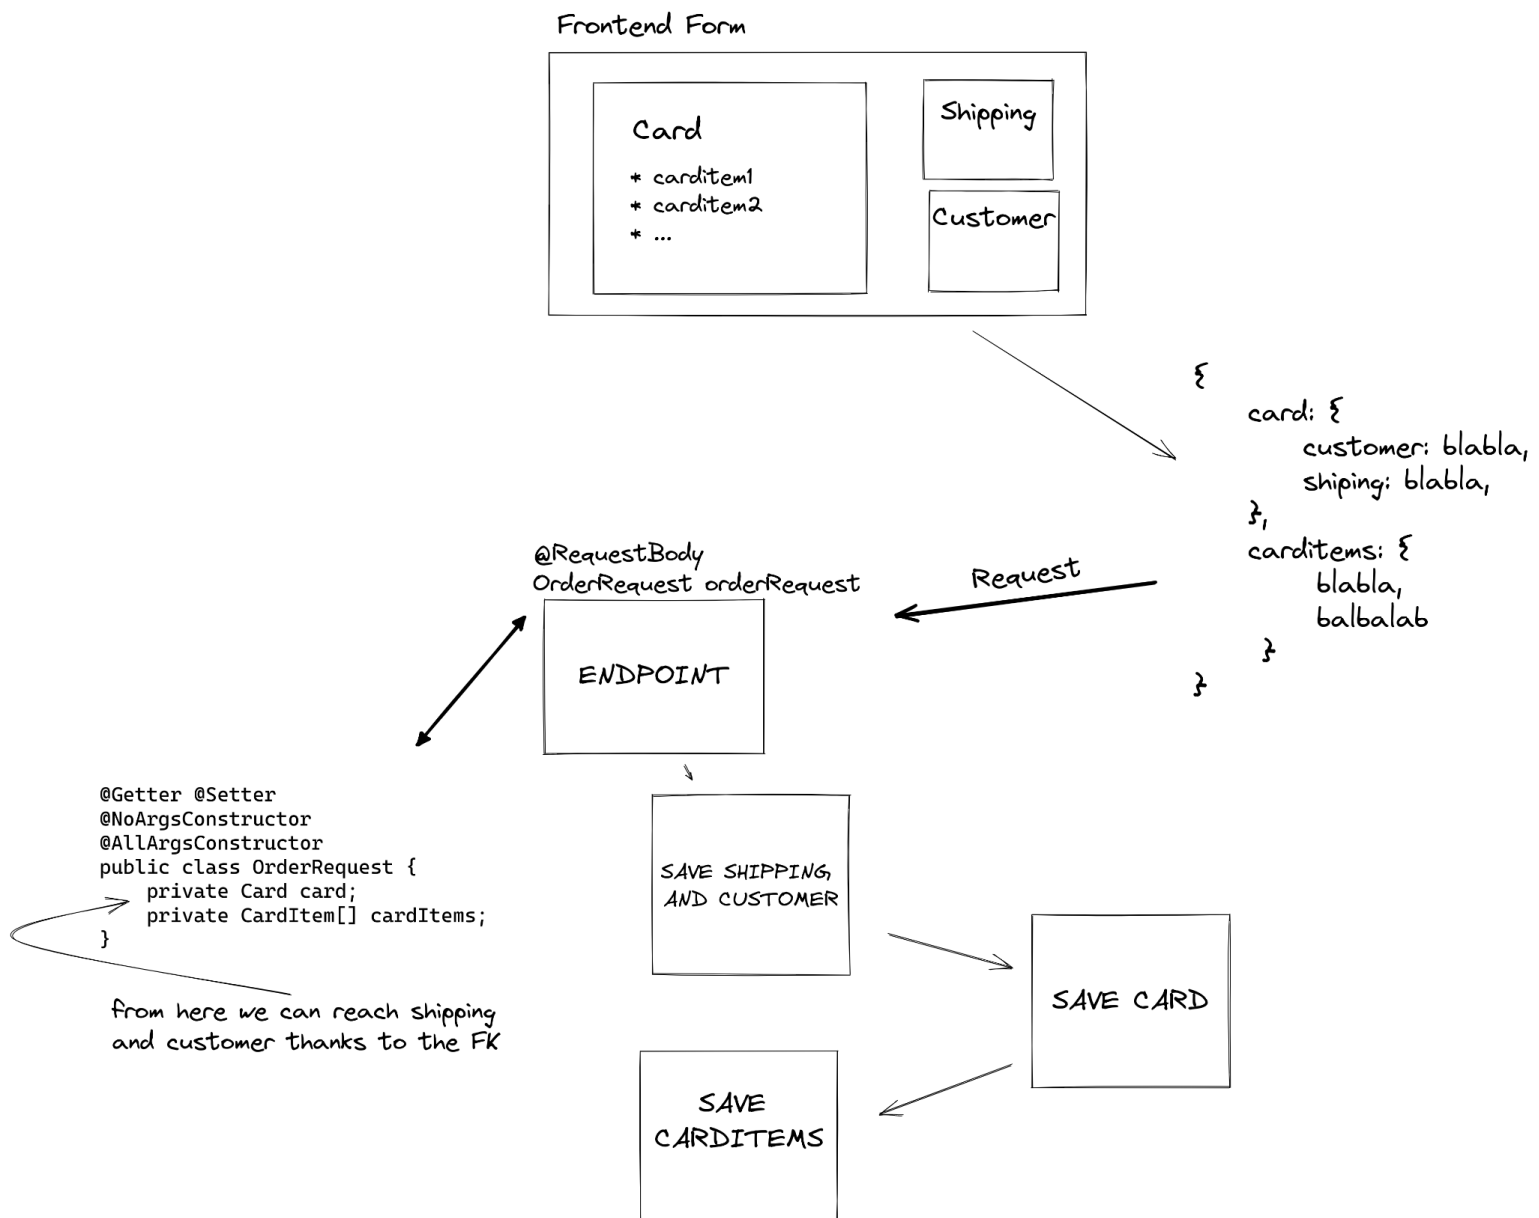 Frontend Form
Card
* carditem1
* carditem2
* ...
Shipping
Customer
{
card: {
customer: blabla,
shiping: blabla,
},
carditems: {
blabla,
balbalab
}
}
Request
@RequestBody
OrderRequest orderRequest
ENDPOINT
@Getter @Setter
@NoArgsConstructor
@AllArgsConstructor
public class OrderRequest {
    private Card card;
    private CardItem[] cardItems;
}
from here we can reach shipping
and customer thanks to the FK
SAVE SHIPPING
AND CUSTOMER
SAVE CARD
SAVE
CARDITEMS